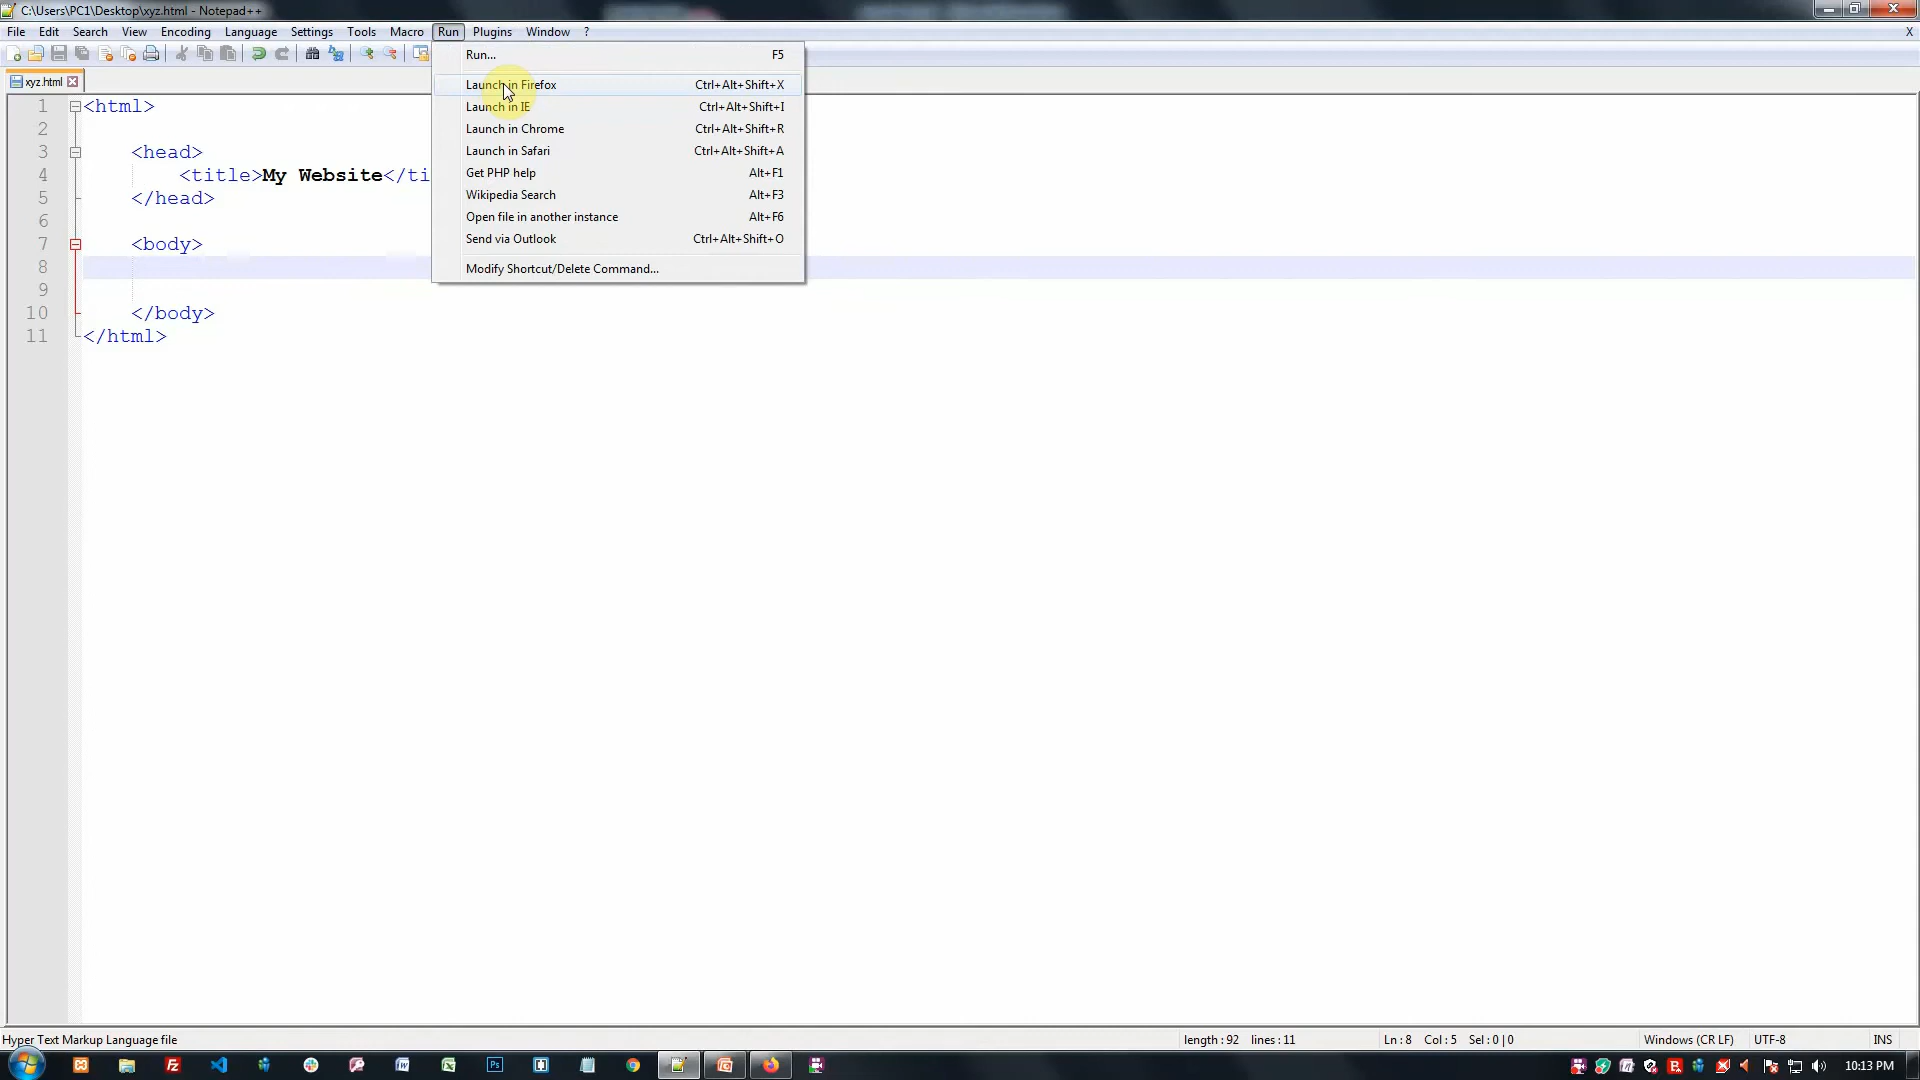 C:\Users\PC1\Desktop\xyz.html - Notepad++
File Edit Search View Encoding Language Settings Tools Macro Run Plugins Window ?
X
xyz.html
Run... F5
Launch in Firefox Ctrl+Alt+Shift+X
Launch in IE Ctrl+Alt+Shift+I
Launch in Chrome Ctrl+Alt+Shift+R
Launch in Safari Ctrl+Alt+Shift+A
Get PHP help Alt+F1
Wikipedia Search Alt+F3
Open file in another instance Alt+F6
Send via Outlook Ctrl+Alt+Shift+O
Modify Shortcut/Delete Command...
1 <html>
2
3 <head>
4 <title>My Website</ti
5 </head>
6
7 <body>
8
9
10 </body>
11 </html>
Hyper Text Markup Language file length : 92 lines : 11 Ln : 8 Col : 5 Sel : 0 | 0 Windows (CR LF) UTF-8 INS
10:13 PM